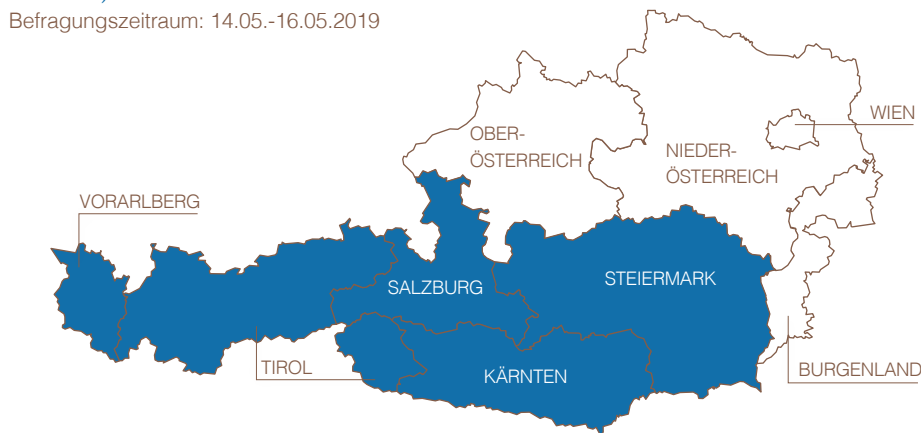 Befragungszeitraum: 14.05.-16.05.2019
WIEN
OBER-
ÖSTERREICH
NIEDER-
ÖSTERREICH
VORARLBERG
STEIERMARK
SALZBURG
TIROL
KÄRNTEN
BURGENLAND